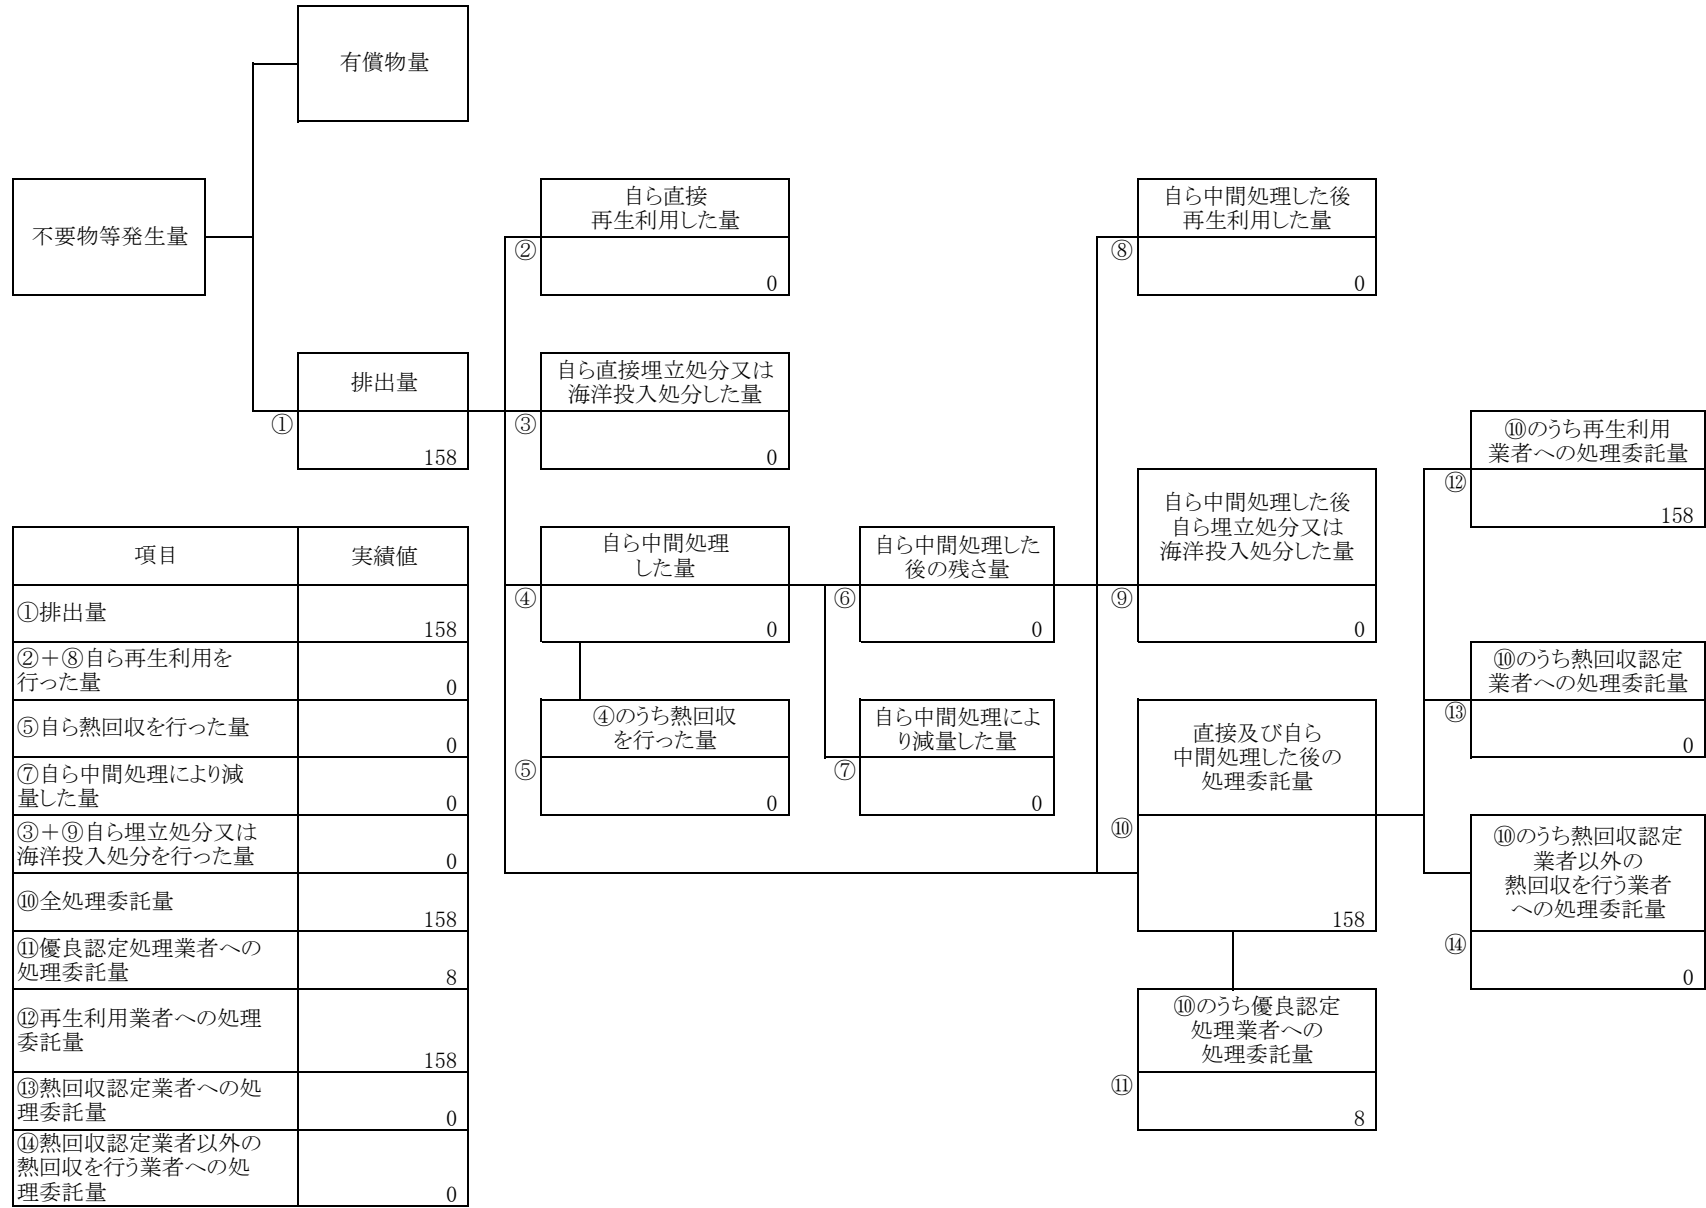 有償物量
不要物等発生量
自ら直接
再生利用した量
②
0
自ら中間処理した後
再生利用した量
⑧
0
排出量
①
158
自ら直接埋立処分又は
海洋投入処分した量
③
0
⑩のうち再生利用
業者への処理委託量
⑫
158
自ら中間処理
した量
④
0
自ら中間処理した
後の残さ量
⑥
0
自ら中間処理した後
自ら埋立処分又は
海洋投入処分した量
⑨
0
⑩のうち熱回収認定
業者への処理委託量
⑬
0
④のうち熱回収
を行った量
⑤
0
自ら中間処理によ
り減量した量
⑦
0
直接及び自ら
中間処理した後の
処理委託量
⑩
158
⑩のうち熱回収認定
業者以外の
熱回収を行う業者
への処理委託量
⑭
0
⑩のうち優良認定
処理業者への
処理委託量
⑪
8
項目 実績値
①排出量
158
②＋⑧自ら再生利用を
行った量
0
⑤自ら熱回収を行った量
0
⑦自ら中間処理により減
量した量
0
③＋⑨自ら埋立処分又は
海洋投入処分を行った量
0
⑩全処理委託量
158
⑪優良認定処理業者への
処理委託量
8
⑫再生利用業者への処理
委託量
158
⑬熱回収認定業者への処
理委託量
0
⑭熱回収認定業者以外の
熱回収を行う業者への処
理委託量
0